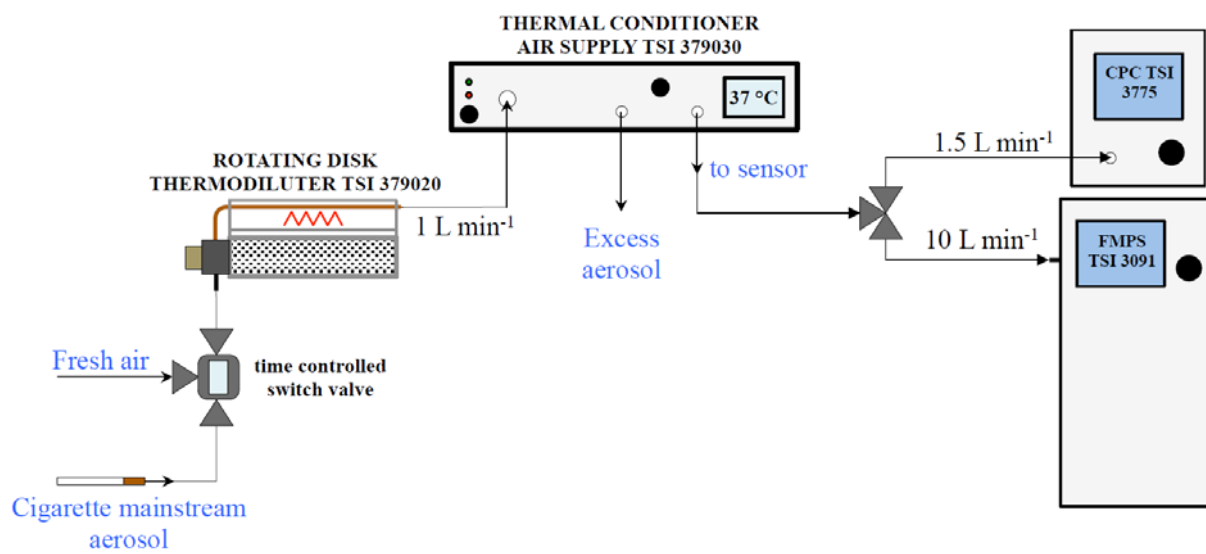 THERMAL CONDITIONER
AIR SUPPLY TSI 379030
37 °C
CPC TSI
3775
1.5 L min⁻¹
ROTATING DISK
THERMODILUTER TSI 379020
1 L min⁻¹
to sensor
Excess
aerosol
10 L min⁻¹
FMPS
TSI 3091
Fresh air
time controlled
switch valve
Cigarette mainstream
aerosol